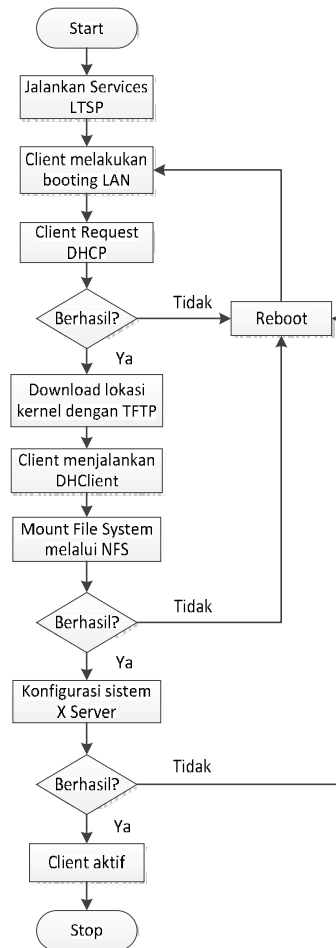 Start
Jalankan Services
LTSP
Client melakukan
booting LAN
Client Request
DHCP
Berhasil?
Tidak
Reboot
Ya
Download lokasi
kernel dengan TFTP
Client menjalankan
DHClient
Mount File System
melalui NFS
Berhasil?
Tidak
Ya
Konfigurasi sistem
X Server
Berhasil?
Tidak
Ya
Client aktif
Stop